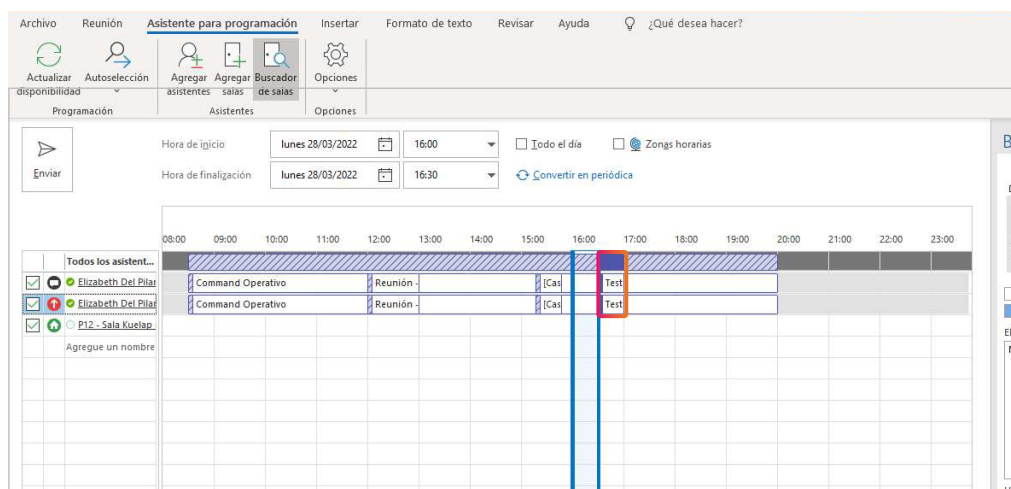 Archivo Reunión Asistente para programación Insertar Formato de texto Revisar Ayuda ¿Qué desea hacer?
Actualizar disponibilidad
Autoselección
Agregar asistentes
Agregar salas
Buscador de salas
Opciones
Programación Asistentes Opciones
Enviar
Hora de inicio lunes 28/03/2022 16:00 Todo el día Zonas horarias
Hora de finalización lunes 28/03/2022 16:30 Convertir en periódica
08:00 09:00 10:00 11:00 12:00 13:00 14:00 15:00 16:00 17:00 18:00 19:00 20:00 21:00 22:00 23:00
Todos los asistent...
Elizabeth Del Pilar Command Operativo Reunión - [Cas Test
Elizabeth Del Pilar Command Operativo Reunión - [Cas Test
P12 - Sala Kuelap
Agregue un nombre